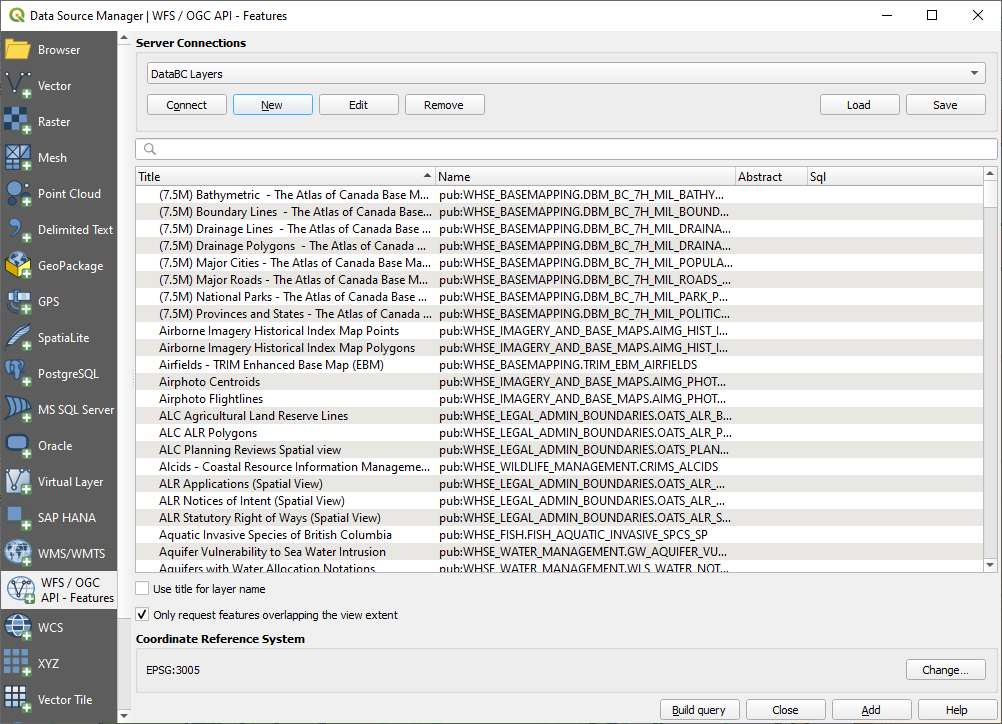 Data Source Manager | WFS / OGC API - Features
Browser
Vector
Raster
Mesh
Point Cloud
Delimited Text
GeoPackage
GPS
SpatiaLite
PostgreSQL
MS SQL Server
Oracle
Virtual Layer
SAP HANA
WMS/WMTS
WFS / OGC
API - Features
WCS
XYZ
Vector Tile
Server Connections
DataBC Layers
Connect New Edit Remove Load Save
Title Name Abstract Sql
(7.5M) Bathymetric - The Atlas of Canada Base M... pub:WHSE_BASEMAPPING.DBM_BC_7H_MIL_BATHY...
(7.5M) Boundary Lines - The Atlas of Canada Base... pub:WHSE_BASEMAPPING.DBM_BC_7H_MIL_BOUND...
(7.5M) Drainage Lines - The Atlas of Canada Base ... pub:WHSE_BASEMAPPING.DBM_BC_7H_MIL_DRAINA...
(7.5M) Drainage Polygons - The Atlas of Canada ... pub:WHSE_BASEMAPPING.DBM_BC_7H_MIL_DRAINA...
(7.5M) Major Cities - The Atlas of Canada Base Ma... pub:WHSE_BASEMAPPING.DBM_BC_7H_MIL_POPULA...
(7.5M) Major Roads - The Atlas of Canada Base M... pub:WHSE_BASEMAPPING.DBM_BC_7H_MIL_ROADS_...
(7.5M) National Parks - The Atlas of Canada Base ... pub:WHSE_BASEMAPPING.DBM_BC_7H_MIL_PARK_P...
(7.5M) Provinces and States - The Atlas of Canada ... pub:WHSE_BASEMAPPING.DBM_BC_7H_MIL_POLITIC...
Airborne Imagery Historical Index Map Points pub:WHSE_IMAGERY_AND_BASE_MAPS.AIMG_HIST_I...
Airborne Imagery Historical Index Map Polygons pub:WHSE_IMAGERY_AND_BASE_MAPS.AIMG_HIST_I...
Airfields - TRIM Enhanced Base Map (EBM) pub:WHSE_BASEMAPPING.TRIM_EBM_AIRFIELDS
Airphoto Centroids pub:WHSE_IMAGERY_AND_BASE_MAPS.AIMG_PHOT...
Airphoto Flightlines pub:WHSE_IMAGERY_AND_BASE_MAPS.AIMG_PHOT...
ALC Agricultural Land Reserve Lines pub:WHSE_LEGAL_ADMIN_BOUNDARIES.OATS_ALR_B...
ALC ALR Polygons pub:WHSE_LEGAL_ADMIN_BOUNDARIES.OATS_ALR_P...
ALC Planning Reviews Spatial view pub:WHSE_LEGAL_ADMIN_BOUNDARIES.OATS_PLAN...
Alcids - Coastal Resource Information Manageme... pub:WHSE_WILDLIFE_MANAGEMENT.CRIMS_ALCIDS
ALR Applications (Spatial View) pub:WHSE_LEGAL_ADMIN_BOUNDARIES.OATS_ALR_...
ALR Notices of Intent (Spatial View) pub:WHSE_LEGAL_ADMIN_BOUNDARIES.OATS_ALR_...
ALR Statutory Right of Ways (Spatial View) pub:WHSE_LEGAL_ADMIN_BOUNDARIES.OATS_ALR_S...
Aquatic Invasive Species of British Columbia pub:WHSE_FISH.FISH_AQUATIC_INVASIVE_SPCS_SP
Aquifer Vulnerability to Sea Water Intrusion pub:WHSE_WATER_MANAGEMENT.GW_AQUIFER_VU...
Aquifers with Water Allocation Notations pub:WHSE_WATER_MANAGEMENT.WLS_WATER_NOT...
Use title for layer name
Only request features overlapping the view extent
Coordinate Reference System
EPSG:3005 Change...
Build query Close Add Help